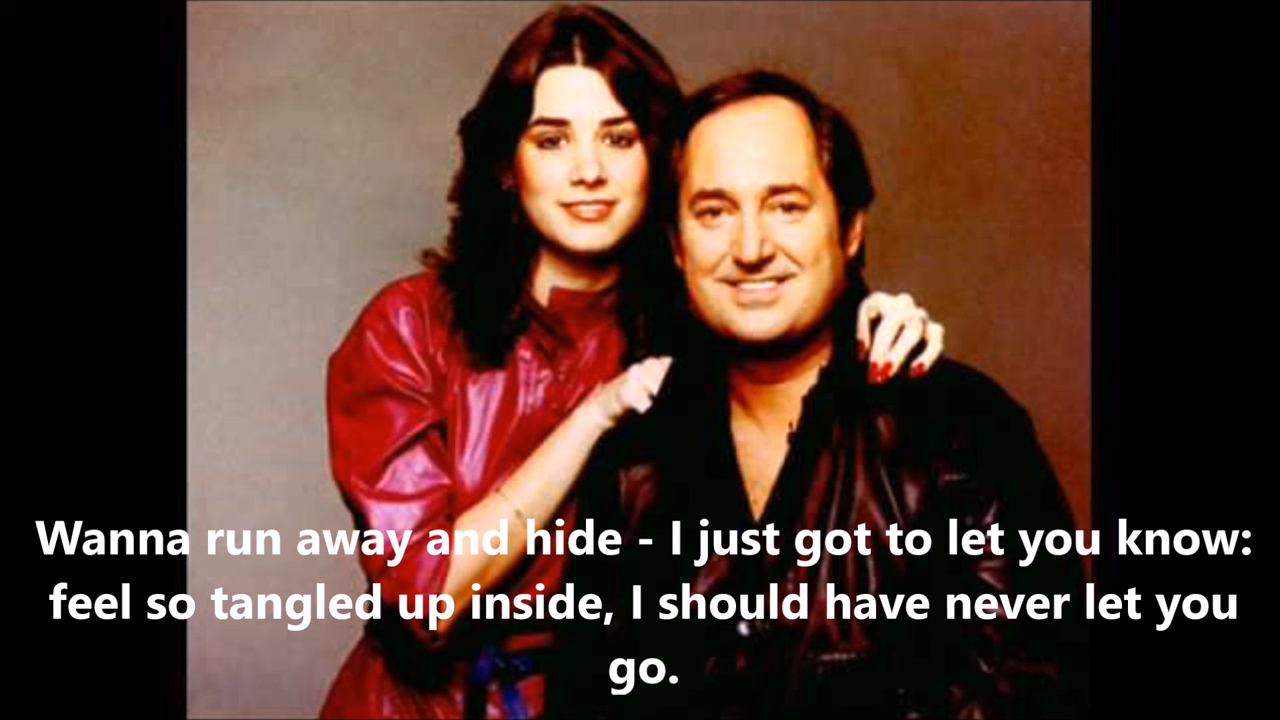 Wanna run away and hide - I just got to let you know:
feel so tangled up inside, I should have never let you
go.